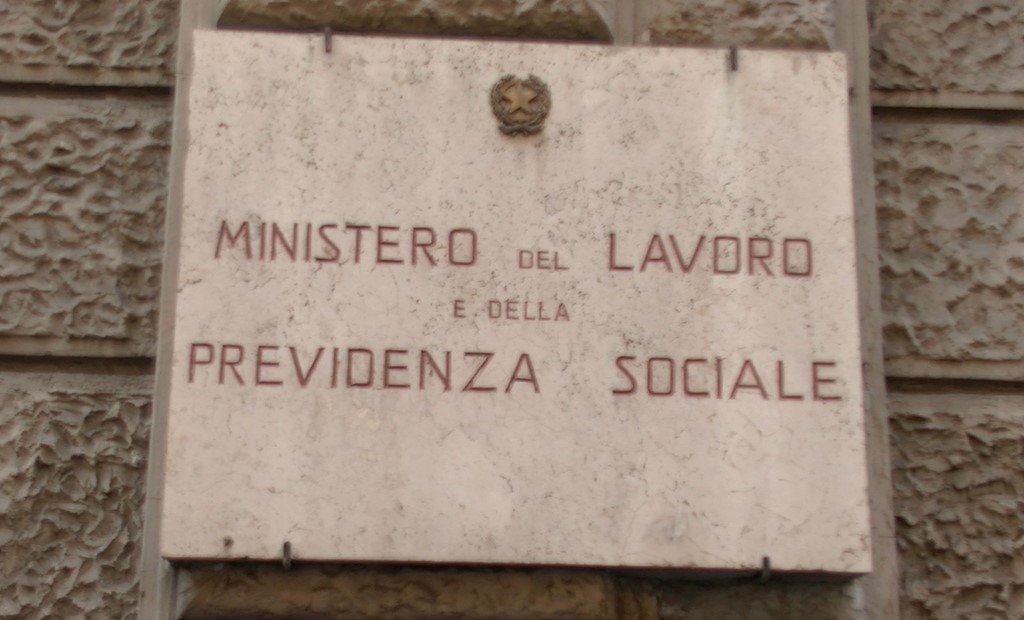 MINISTERO DEL LAVORO
E DELLA
PREVIDENZA SOCIALE